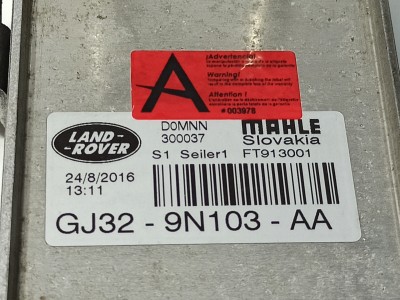 ¡Advertencia!
Warning!
Attention !
A
003978
LAND-
-ROVER
D0MNN
300037
MAHLE
Slovakia
S1 Seiler1
FT913001
24/8/2016
13:11
GJ32 - 9N103 - AA